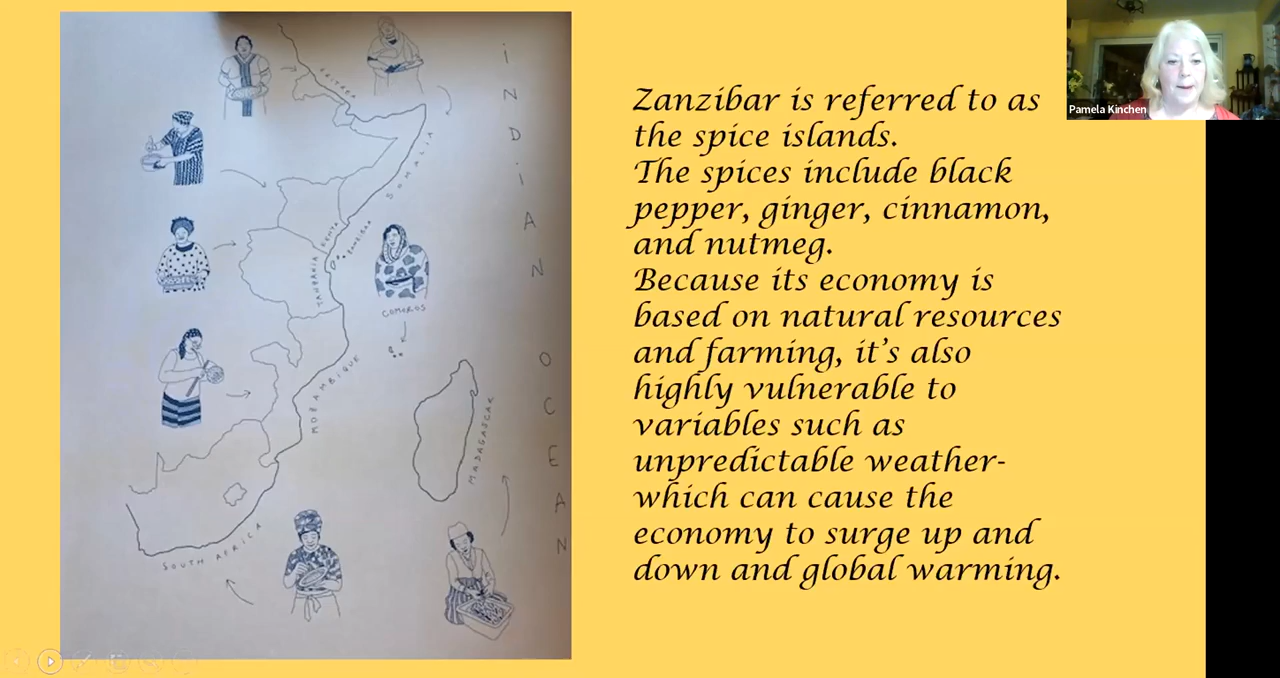 Zanzibar is referred to as
the spice islands.
The spices include black
pepper, ginger, cinnamon,
and nutmeg.
Because its economy is
based on natural resources
and farming, it's also
highly vulnerable to
variables such as
unpredictable weather-
which can cause the
economy to surge up and
down and global warming.
Pamela Kinchen
ERITREA
SOMALIA
KENYA
ZANZIBAR
TANZANIA
COMOROS
MOZAMBIQUE
MADAGASCAR
SOUTH AFRICA
iNDiAN OCEAN